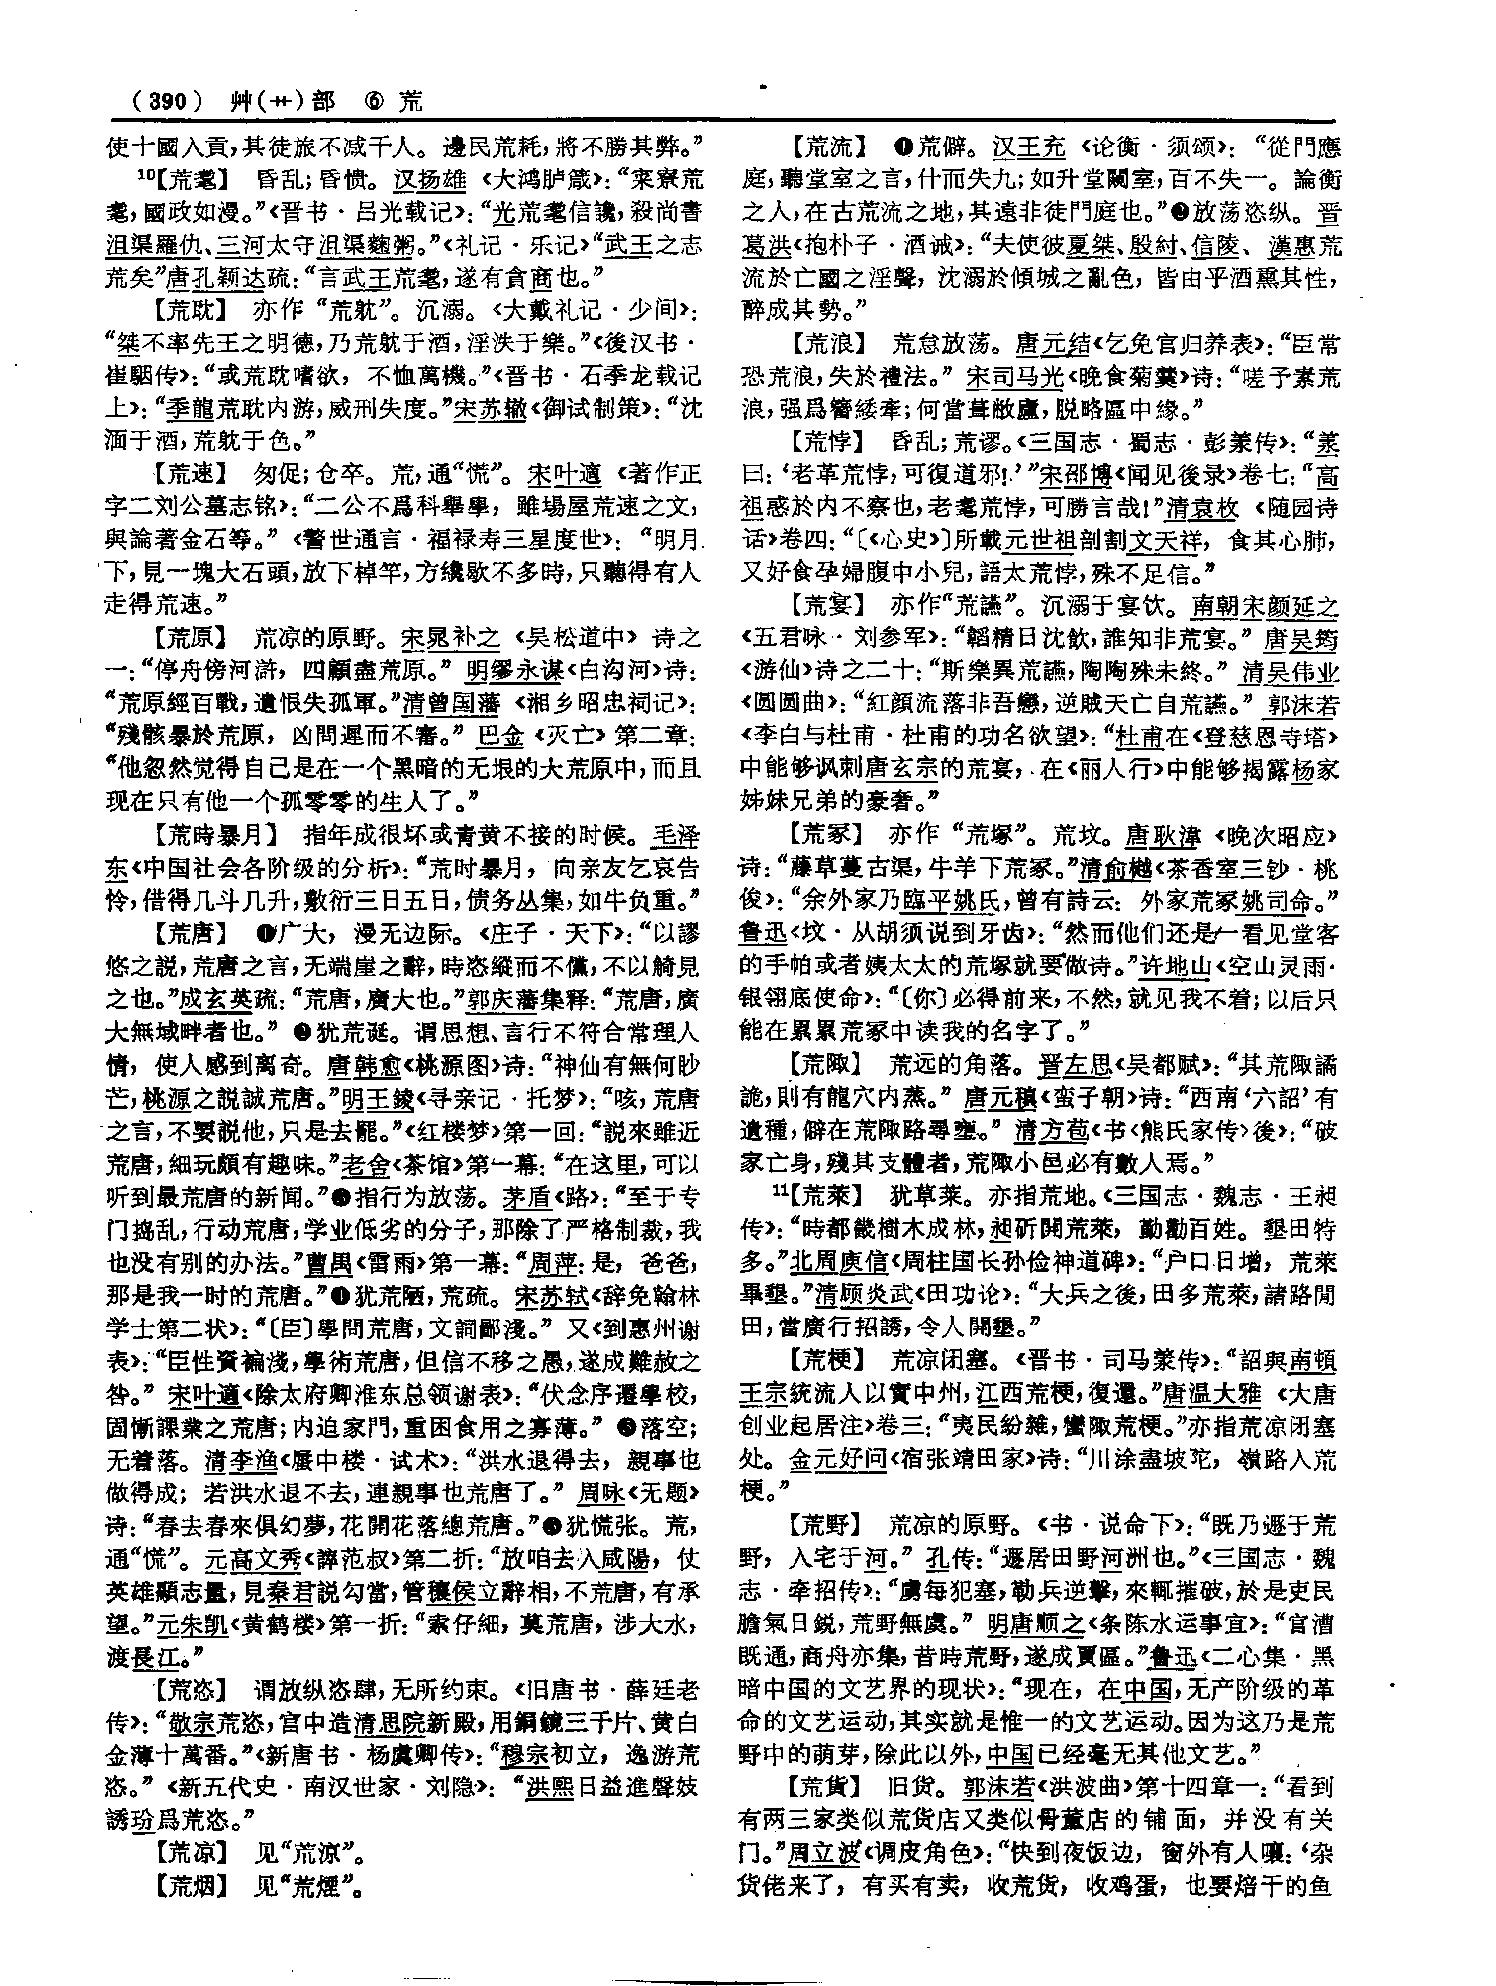 (390) 艸(艹)部 ⑥ 荒
使十國入貢,其徒旅不減千人。邊民荒耗,將不勝其弊。”
10【荒耄】 昏乱;昏愦。汉扬雄《大鸿胪箴》:“寀寮荒
耄,國政如漫。”《晋书·吕光载记》:“光荒耄信讒,殺尚書
沮渠羅仇、三河太守沮渠麴粥。”《礼记·乐记》“武王之志
荒矣”唐孔颖达疏:“言武王荒耄,遂有貪商也。”
【荒耽】 亦作“荒躭”。沉溺。《大戴礼记·少间》:
“桀不率先王之明德,乃荒躭于酒,淫泆于樂。”《後汉书·
崔駰传》:“或荒耽嗜欲,不恤萬機。”《晋书·石季龙载记
上》:“季龍荒耽内游,威刑失度。”宋苏辙《御试制策》:“沈
湎于酒,荒躭于色。”
【荒速】 匆促;仓卒。荒,通“慌”。宋叶適《著作正
字二刘公墓志铭》:“二公不爲科舉學,雖場屋荒速之文,
與論著金石等。”《警世通言·福禄寿三星度世》:“明月
下,見一塊大石頭,放下棹竿,方纔歇不多時,只聽得有人
走得荒速。”
【荒原】 荒凉的原野。宋晁补之《吴松道中》诗之
一:“停舟傍河滸,四顧盡荒原。”明缪永谋《白沟河》诗:
“荒原經百戰,遺恨失孤軍。”清曾国藩《湘乡昭忠祠记》:
“殘骸暴於荒原,凶問遲而不審。”巴金《灭亡》第二章:
“他忽然觉得自己是在一个黑暗的无垠的大荒原中,而且
现在只有他一个孤零零的生人了。”
【荒時暴月】 指年成很坏或青黄不接的时候。毛泽
东《中国社会各阶级的分析》:“荒时暴月,向亲友乞哀告
怜,借得几斗几升,敷衍三日五日,债务丛集,如牛负重。”
【荒唐】 ❶广大,漫无边际。《庄子·天下》:“以謬
悠之説,荒唐之言,无端崖之辭,時恣縱而不儻,不以觭見
之也。”成玄英疏:“荒唐,廣大也。”郭庆藩集释:“荒唐,廣
大無域畔者也。”❷犹荒诞。谓思想、言行不符合常理人
情,使人感到离奇。唐韩愈《桃源图》诗:“神仙有無何眇
芒,桃源之説誠荒唐。”明王錂《寻亲记·托梦》:“咳,荒唐
之言,不要説他,只是去罷。”《红楼梦》第一回:“説來雖近
荒唐,細玩頗有趣味。”老舍《茶馆》第一幕:“在这里,可以
听到最荒唐的新闻。”❸指行为放荡。茅盾《路》:“至于专
门捣乱,行动荒唐,学业低劣的分子,那除了严格制裁,我
也没有别的办法。”曹禺《雷雨》第一幕:“周萍:是,爸爸,
那是我一时的荒唐。”❹犹荒陋,荒疏。宋苏轼《辞免翰林
学士第二状》:“〔臣〕學問荒唐,文詞鄙淺。”又《到惠州谢
表》:“臣性資褊淺,學術荒唐,但信不移之愚,遂成難赦之
咎。”宋叶適《除太府卿淮东总领谢表》:“伏念序遷學校,
固慚課業之荒唐;内迫家門,重困食用之寡薄。”❺落空;
无着落。清李渔《蜃中楼·试术》:“洪水退得去,親事也
做得成;若洪水退不去,連親事也荒唐了。”周咏《无题》
诗:“春去春來俱幻夢,花開花落總荒唐。”❻犹慌张。荒,
通“慌”。元高文秀《谇范叔》第二折:“放咱去入咸陽,仗
英雄顯志量,見秦君説勾當,管穰侯立辭相,不荒唐,有承
望。”元朱凯《黄鹤楼》第一折:“索仔細,莫荒唐,涉大水,
渡長江。”
【荒恣】 谓放纵恣肆,无所约束。《旧唐书·薛廷老
传》:“敬宗荒恣,宫中造清思院新殿,用銅鏡三千片、黄白
金薄十萬番。”《新唐书·杨虞卿传》:“穆宗初立,逸游荒
恣。”《新五代史·南汉世家·刘隐》:“洪熙日益進聲妓
誘玢爲荒恣。”
【荒凉】 见“荒涼”。
【荒烟】 见“荒煙”。
【荒流】 ❶荒僻。汉王充《论衡·须颂》:“從門應
庭,聽堂室之言,什而失九;如升堂闚室,百不失一。論衡
之人,在古荒流之地,其遠非徒門庭也。”❷放荡恣纵。晋
葛洪《抱朴子·酒诫》:“夫使彼夏桀、殷紂、信陵、漢惠荒
流於亡國之淫聲,沈溺於傾城之亂色,皆由乎酒熏其性,
醉成其勢。”
【荒浪】 荒怠放荡。唐元结《乞免官归养表》:“臣常
恐荒浪,失於禮法。”宋司马光《晚食菊羹》诗:“嗟予素荒
浪,强爲簪緌牽;何當葺敝廬,脱略區中緣。”
【荒悖】 昏乱;荒谬。《三国志·蜀志·彭羕传》:“羕
曰:‘老革荒悖,可復道邪!’”宋邵博《闻见後录》卷七:“高
祖惑於内不察也,老耄荒悖,可勝言哉!”清袁枚《随园诗
话》卷四:“〔《心史》〕所載元世祖剖割文天祥,食其心肺,
又好食孕婦腹中小兒,語太荒悖,殊不足信。”
【荒宴】 亦作“荒讌”。沉溺于宴饮。南朝宋颜延之
《五君咏·刘参军》:“韜精日沈飲,誰知非荒宴。”唐吴筠
《游仙》诗之二十:“斯樂異荒讌,陶陶殊未終。”清吴伟业
《圆圆曲》:“紅顔流落非吾戀,逆賊天亡自荒讌。”郭沫若
《李白与杜甫·杜甫的功名欲望》:“杜甫在《登慈恩寺塔》
中能够讽刺唐玄宗的荒宴,在《丽人行》中能够揭露杨家
姊妹兄弟的豪奢。”
【荒冢】 亦作“荒塚”。荒坟。唐耿湋《晚次昭应》
诗:“藤草蔓古渠,牛羊下荒冢。”清俞樾《茶香室三钞·桃
俊》:“余外家乃臨平姚氏,曾有詩云:外家荒冢姚司命。”
鲁迅《坟·从胡须说到牙齿》:“然而他们还是一看见堂客
的手帕或者姨太太的荒塚就要做诗。”许地山《空山灵雨·
银翎底使命》:“〔你〕必得前来,不然,就见我不着;以后只
能在累累荒冢中读我的名字了。”
【荒陬】 荒远的角落。晋左思《吴都赋》:“其荒陬譎
詭,則有龍穴内蒸。”唐元稹《蛮子朝》诗:“西南‘六詔’有
遺種,僻在荒陬路尋壅。”清方苞《书〈熊氏家传〉後》:“破
家亡身,殘其支體者,荒陬小邑必有數人焉。”
11【荒萊】 犹草莱。亦指荒地。《三国志·魏志·王昶
传》:“時都畿樹木成林,昶斫開荒萊,勤勸百姓。墾田特
多。”北周庾信《周柱国长孙俭神道碑》:“户口日增,荒萊
畢墾。”清顾炎武《田功论》:“大兵之後,田多荒萊,諸路閒
田,當廣行招誘,令人開墾。”
【荒梗】 荒凉闭塞。《晋书·司马羕传》:“詔與南頓
王宗統流人以實中州,江西荒梗,復還。”唐温大雅《大唐
创业起居注》卷三:“夷民紛雜,蠻陬荒梗。”亦指荒凉闭塞
处。金元好问《宿张靖田家》诗:“川涂盡坡陀,嶺路入荒
梗。”
【荒野】 荒凉的原野。《书·说命下》:“既乃遯于荒
野,入宅于河。”孔传:“遯居田野河洲也。”《三国志·魏
志·牵招传》:“虜每犯塞,勒兵逆擊,來輒摧破,於是吏民
膽氣日鋭,荒野無虞。”明唐顺之《条陈水运事宜》:“官漕
既通,商舟亦集,昔時荒野,遂成賈區。”鲁迅《二心集·黑
暗中国的文艺界的现状》:“现在,在中国,无产阶级的革
命的文艺运动,其实就是惟一的文艺运动。因为这乃是荒
野中的萌芽,除此以外,中国已经毫无其他文艺。”
【荒貨】 旧货。郭沫若《洪波曲》第十四章一:“看到
有两三家类似荒货店又类似骨董店的铺面,并没有关
门。”周立波《调皮角色》:“快到夜饭边,窗外有人嚷:‘杂
货佬来了,有买有卖,收荒货,收鸡蛋,也要焙干的鱼